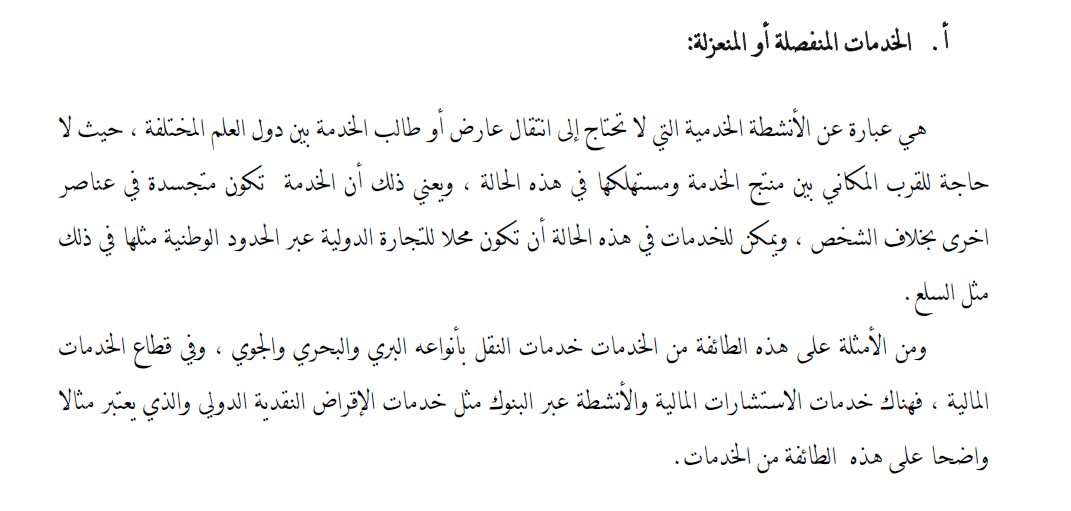 أ. الخدمات المنفصلة أو المنعزلة:
هي عبارة عن الأنشطة الخدمية التي لا تحتاج إلى انتقال عارض أو طالب الخدمة بين دول العلم المختلفة ، حيث لا
حاجة للقرب المكاني بين منتج الخدمة ومستهلكها في هذه الحالة ، ويعني ذلك أن الخدمة تكون متجسدة في عناصر
اخرى بخلاف الشخص ، ويمكن للخدمات في هذه الحالة أن تكون محلا للتجارة الدولية عبر الحدود الوطنية مثلها في ذلك
مثل السلع.
ومن الأمثلة على هذه الطائفة من الخدمات خدمات النقل بأنواعه البري والبحري والجوي ، وفي قطاع الخدمات
المالية ، فهناك خدمات الاستشارات المالية والأنشطة عبر البنوك مثل خدمات الإقراض النقدية الدولي والذي يعتبر مثالا
واضحا على هذه الطائفة من الخدمات.